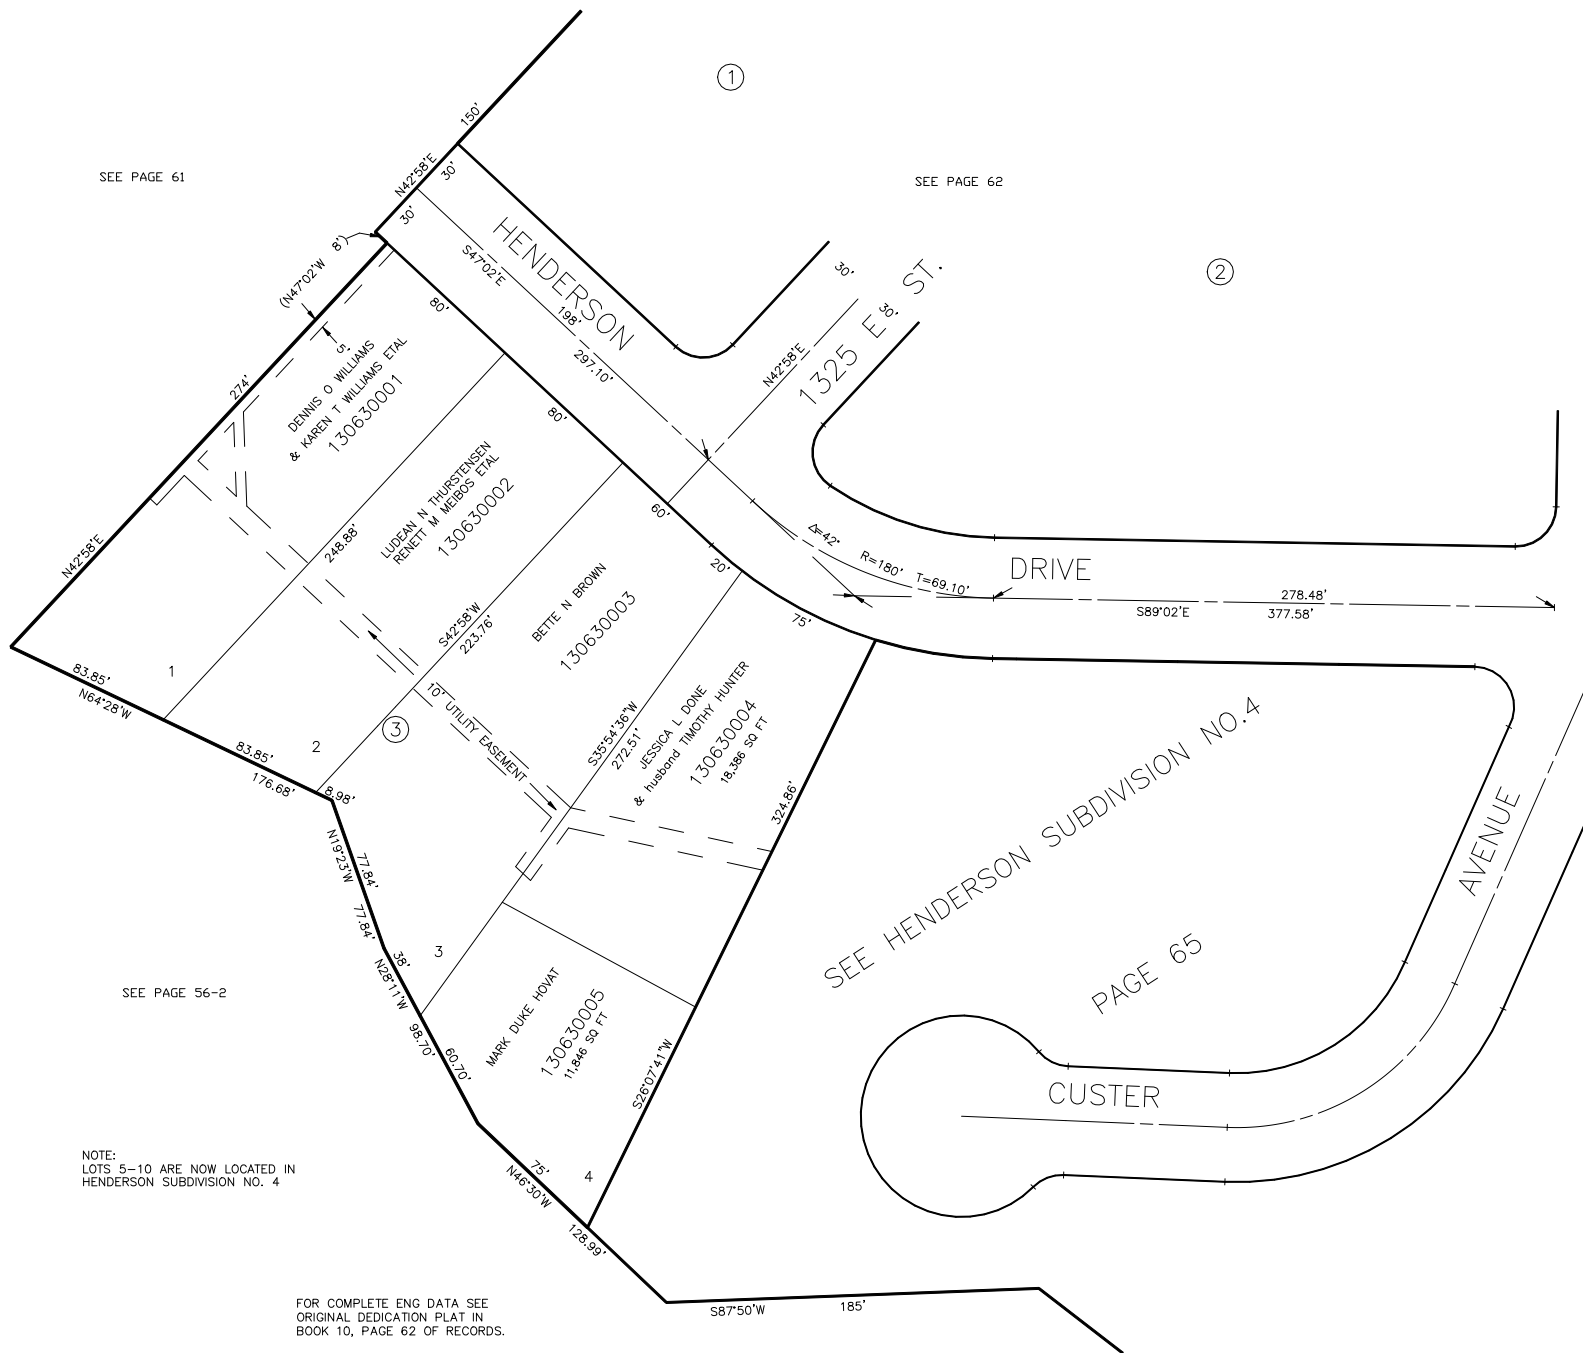 1
150'
SEE PAGE 61
N42°58'E
30'
SEE PAGE 62
30'
HENDERSON
S47°02'E
198'
297.10'
(N47°02'W 8')
30'
30'
2
1325 E ST.
N42°58'E
80'
5'
274'
DENNIS O WILLIAMS
& KAREN T WILLIAMS ETAL
130630001
80'
LUDEAN N THURSTENSEN
RENETT M MEIBOS ETAL
130630002
248.88'
60'
20'
Δ=42°
R=180'
T=69.10'
DRIVE
278.48'
S89°02'E
377.58'
N42°58'E
S42°58'W
223.76'
BETTE N BROWN
130630003
75'
83.85'
N64°28'W
1
2
3
10' UTILITY EASEMENT
S35°54'36"W
272.51'
JESSICA L DONE
& husband TIMOTHY HUNTER
130630004
18,386 SQ FT
83.85'
176.68'
8.98'
324.86'
N19°23'W
77.84'
77.84'
SEE HENDERSON SUBDIVISION NO.4
PAGE 65
AVENUE
3
38'
N28°11'W
98.70'
60.70'
SEE PAGE 56-2
MARK DUKE HOVAT
130630005
11,846 SQ FT
S26°07'41"W
CUSTER
NOTE:
LOTS 5-10 ARE NOW LOCATED IN
HENDERSON SUBDIVISION NO. 4
75'
N46°30'W
4
128.99'
S87°50'W
185'
FOR COMPLETE ENG DATA SEE
ORIGINAL DEDICATION PLAT IN
BOOK 10, PAGE 62 OF RECORDS.